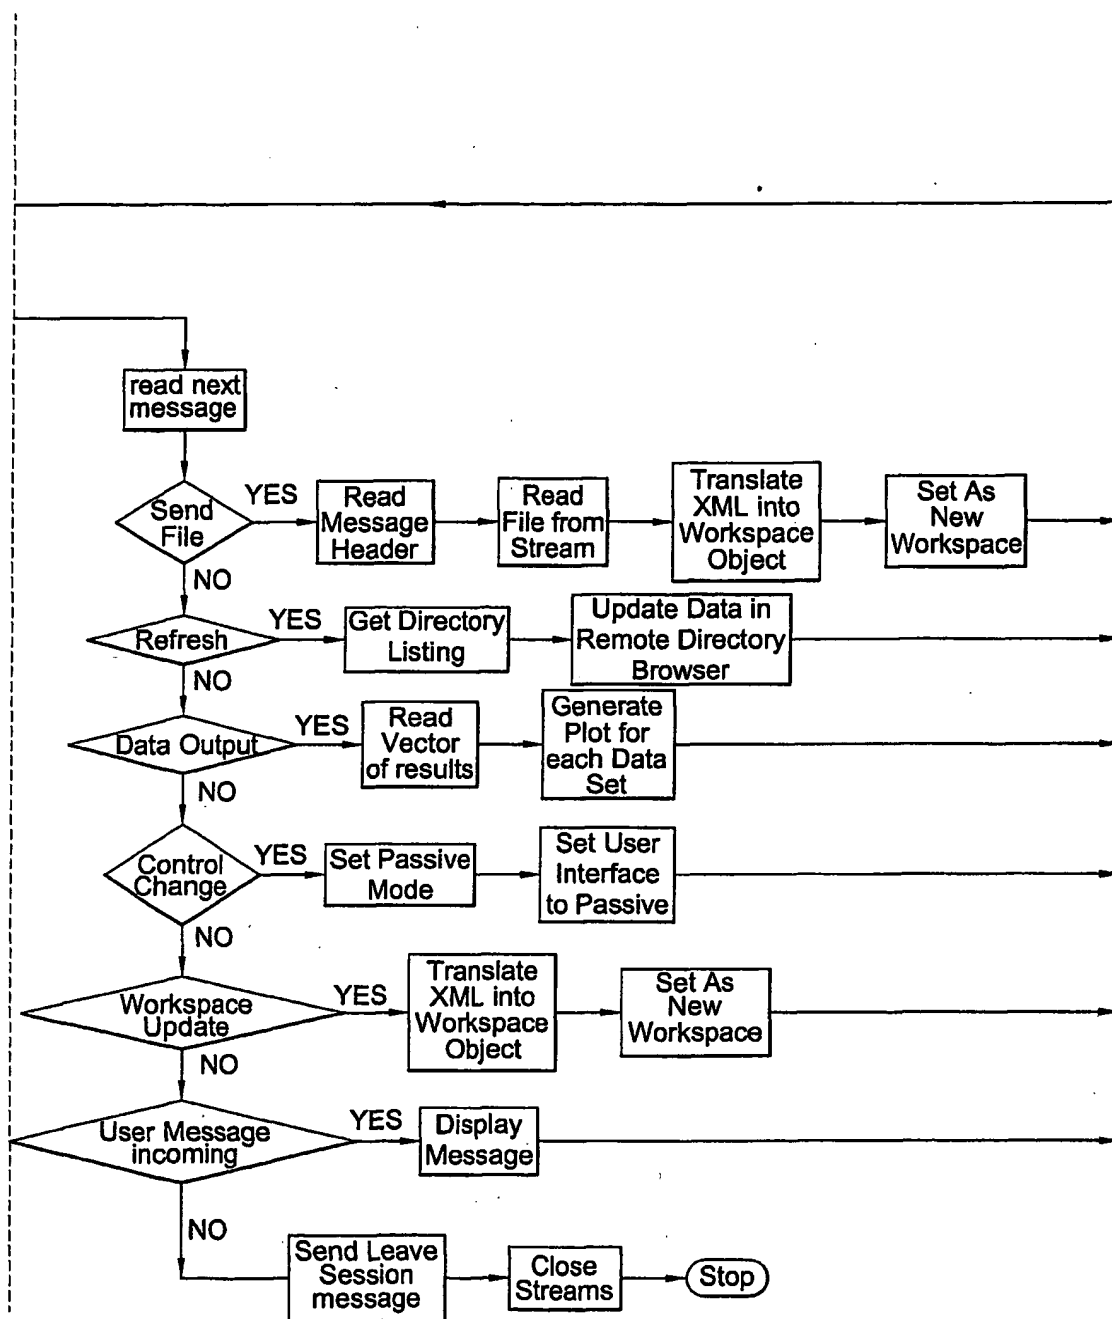 read next
message
Send
File
YES
Read
Message
Header
Read
File from
Stream
Translate
XML into
Workspace
Object
Set As
New
Workspace
NO
Refresh
YES
Get Directory
Listing
Update Data in
Remote Directory
Browser
NO
Data Output
YES
Read
Vector
of results
Generate
Plot for
each Data
Set
NO
Control
Change
YES
Set Passive
Mode
Set User
Interface
to Passive
NO
Workspace
Update
YES
Translate
XML into
Workspace
Object
Set As
New
Workspace
NO
User Message
incoming
YES
Display
Message
NO
Send Leave
Session
message
Close
Streams
Stop